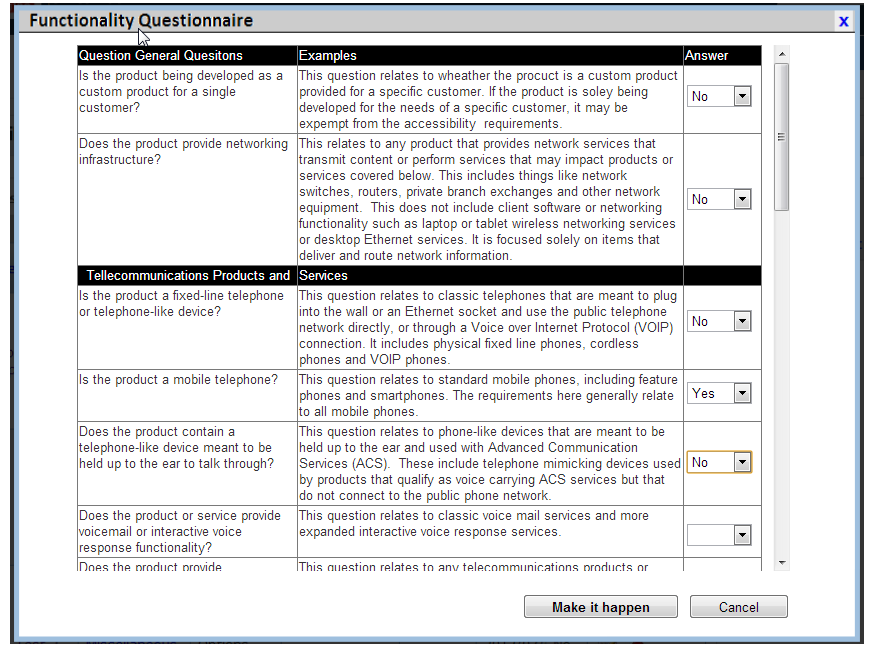 Functionality Questionnaire
x
Question General Quesitons Examples Answer
Is the product being developed as a
custom product for a single
customer?
This question relates to wheather the procuct is a custom product
provided for a specific customer. If the product is soley being
developed for the needs of a specific customer, it may be
expempt from the accessibility requirements.
No
Does the product provide networking
infrastructure?
This relates to any product that provides network services that
transmit content or perform services that may impact products or
services covered below. This includes things like network
switches, routers, private branch exchanges and other network
equipment. This does not include client software or networking
functionality such as laptop or tablet wireless networking services
or desktop Ethernet services. It is focused solely on items that
deliver and route network information.
No
Tellecommunications Products and Services
Is the product a fixed-line telephone
or telephone-like device?
This question relates to classic telephones that are meant to plug
into the wall or an Ethernet socket and use the public telephone
network directly, or through a Voice over Internet Protocol (VOIP)
connection. It includes physical fixed line phones, cordless
phones and VOIP phones.
No
Is the product a mobile telephone?
This question relates to standard mobile phones, including feature
phones and smartphones. The requirements here generally relate
to all mobile phones.
Yes
Does the product contain a
telephone-like device meant to be
held up to the ear to talk through?
This question relates to phone-like devices that are meant to be
held up to the ear and used with Advanced Communication
Services (ACS). These include telephone mimicking devices used
by products that qualify as voice carrying ACS services but that
do not connect to the public phone network.
No
Does the product or service provide
voicemail or interactive voice
response functionality?
This question relates to classic voice mail services and more
expanded interactive voice response services.
Does the product provide
This question relates to any telecommunications products or
Make it happen
Cancel